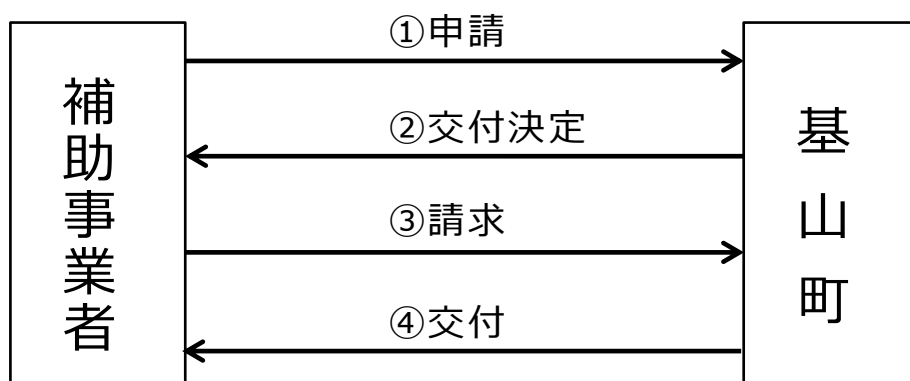 補助事業者
①申請
②交付決定
③請求
④交付
基山町